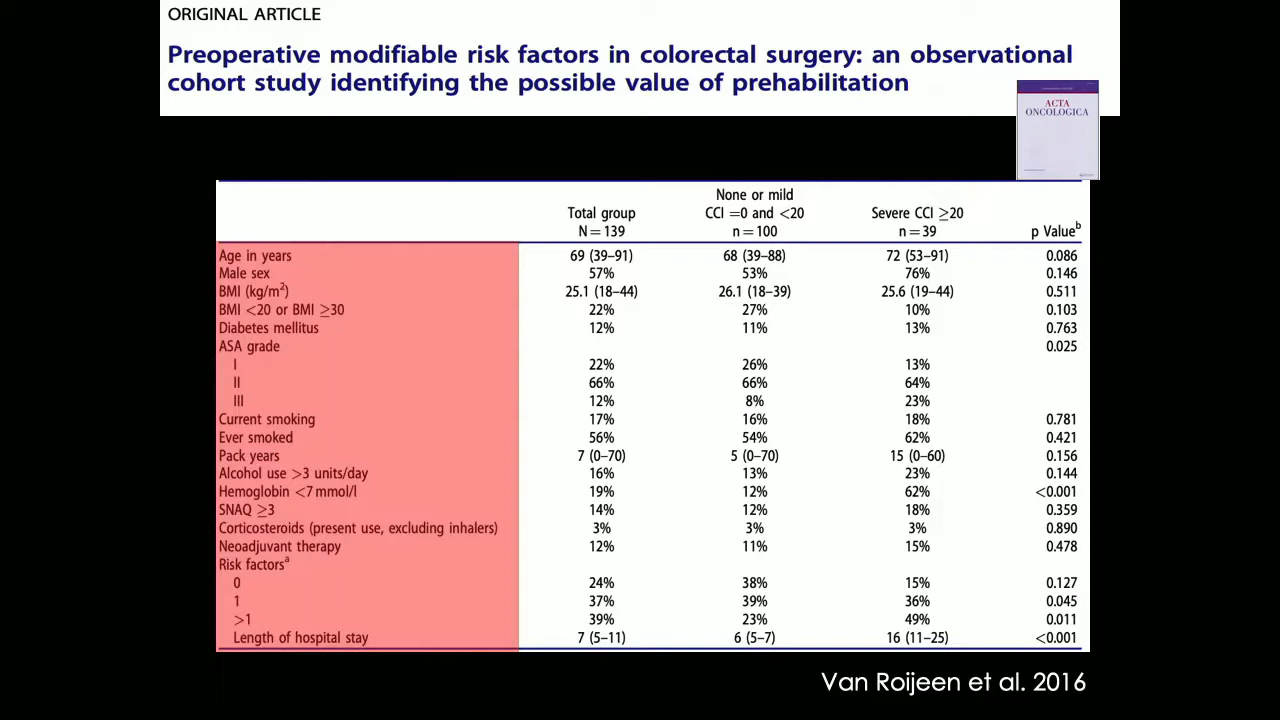 ORIGINAL ARTICLE
Preoperative modifiable risk factors in colorectal surgery: an observational
cohort study identifying the possible value of prehabilitation
ACTA
ONCOLOGICA
None or mild
Total group CCI =0 and <20 Severe CCI ≥20
N = 139 n = 100 n = 39 p Valueᵇ
Age in years 69 (39–91) 68 (39–88) 72 (53–91) 0.086
Male sex 57% 53% 76% 0.146
BMI (kg/m²) 25.1 (18–44) 26.1 (18–39) 25.6 (19–44) 0.511
BMI <20 or BMI ≥30 22% 27% 10% 0.103
Diabetes mellitus 12% 11% 13% 0.763
ASA grade 0.025
I 22% 26% 13%
II 66% 66% 64%
III 12% 8% 23%
Current smoking 17% 16% 18% 0.781
Ever smoked 56% 54% 62% 0.421
Pack years 7 (0–70) 5 (0–70) 15 (0–60) 0.156
Alcohol use >3 units/day 16% 13% 23% 0.144
Hemoglobin <7 mmol/l 19% 12% 62% <0.001
SNAQ ≥3 14% 12% 18% 0.359
Corticosteroids (present use, excluding inhalers) 3% 3% 3% 0.890
Neoadjuvant therapy 12% 11% 15% 0.478
Risk factorsᵃ
0 24% 38% 15% 0.127
1 37% 39% 36% 0.045
>1 39% 23% 49% 0.011
Length of hospital stay 7 (5–11) 6 (5–7) 16 (11–25) <0.001
Van Roijeen et al. 2016